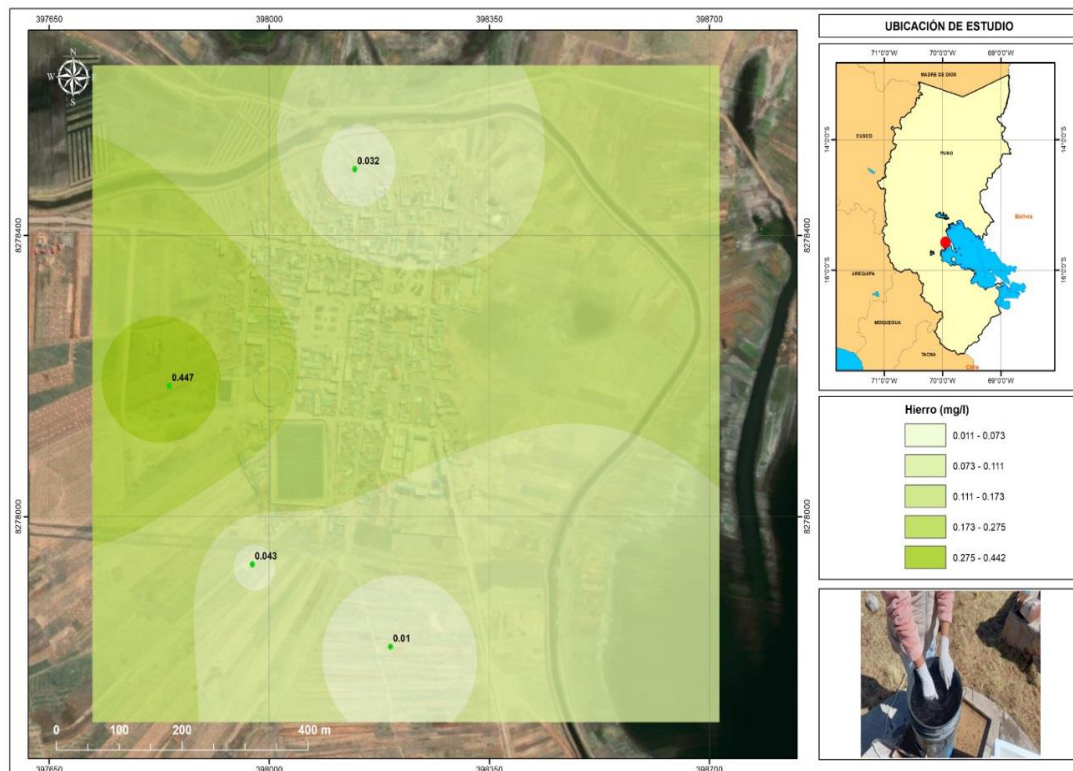 397650 398000 398350 398700
N
W E
S
0.032
8278400 8278400
0.447
8278000 8278000
0.043
0.01
0 100 200 400 m
397650 398000 398350 398700
UBICACIÓN DE ESTUDIO
71°0'0"W 70°0'0"W 69°0'0"W
MADRE DE DIOS
CUSCO
14°0'0"S 14°0'0"S
PUNO
Bolivia
AREQUIPA
16°0'0"S 16°0'0"S
MOQUEGUA
TACNA
Chile
71°0'0"W 70°0'0"W 69°0'0"W
Hierro (mg/l)
0.011 - 0.073
0.073 - 0.111
0.111 - 0.173
0.173 - 0.275
0.275 - 0.442